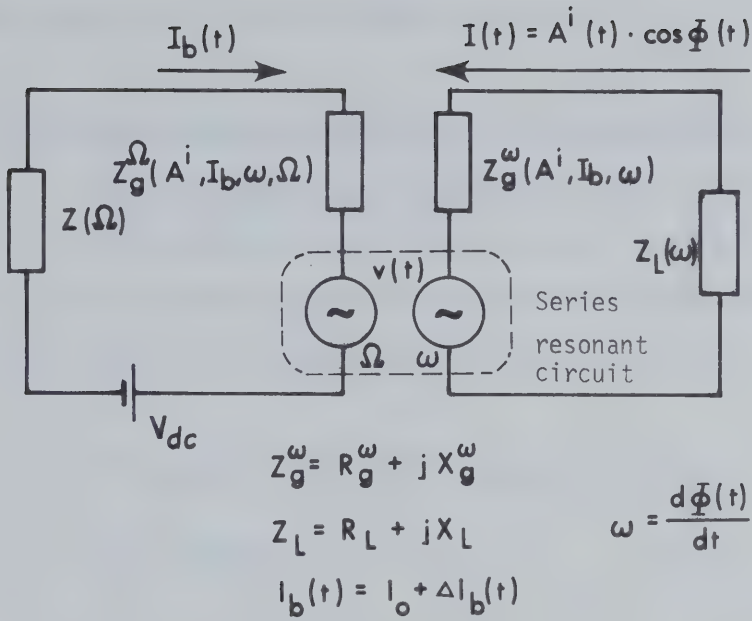 I_b(t)
I(t) = A^i(t) · cos Φ(t)
Z_g^Ω(A^i, I_b, ω, Ω)
Z_g^ω(A^i, I_b, ω)
Z(Ω)
Z_L(ω)
v(t)
~ ~
Ω ω
Series
resonant
circuit
V_dc
Z_g^ω = R_g^ω + j X_g^ω
Z_L = R_L + j X_L
ω = dΦ(t)/dt
I_b(t) = I_o + ΔI_b(t)